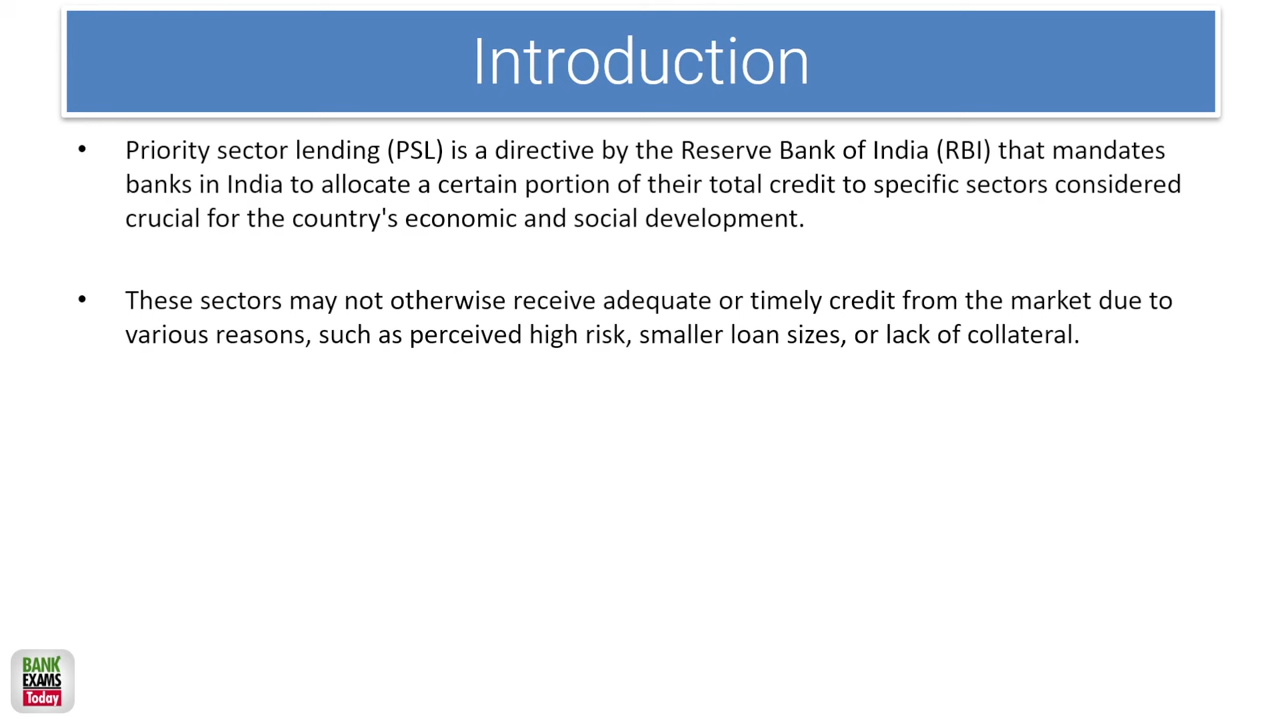 Introduction
• Priority sector lending (PSL) is a directive by the Reserve Bank of India (RBI) that mandates
banks in India to allocate a certain portion of their total credit to specific sectors considered
crucial for the country's economic and social development.
• These sectors may not otherwise receive adequate or timely credit from the market due to
various reasons, such as perceived high risk, smaller loan sizes, or lack of collateral.
BANK
EXAMS
Today